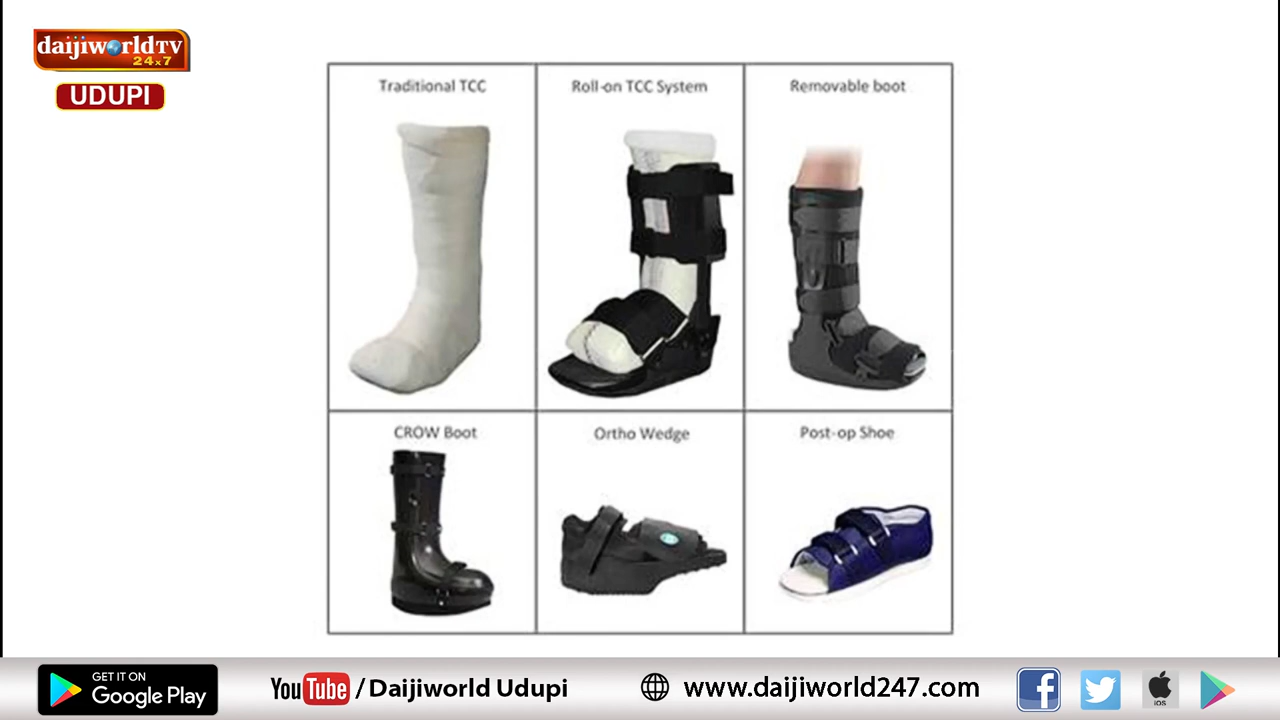 daijiworldTV
24x7
UDUPI
Traditional TCC
Roll-on TCC System
Removable boot
CROW Boot
Ortho Wedge
Post-op Shoe
GET IT ON
Google Play
YouTube / Daijiworld Udupi
www.daijiworld247.com
iOS